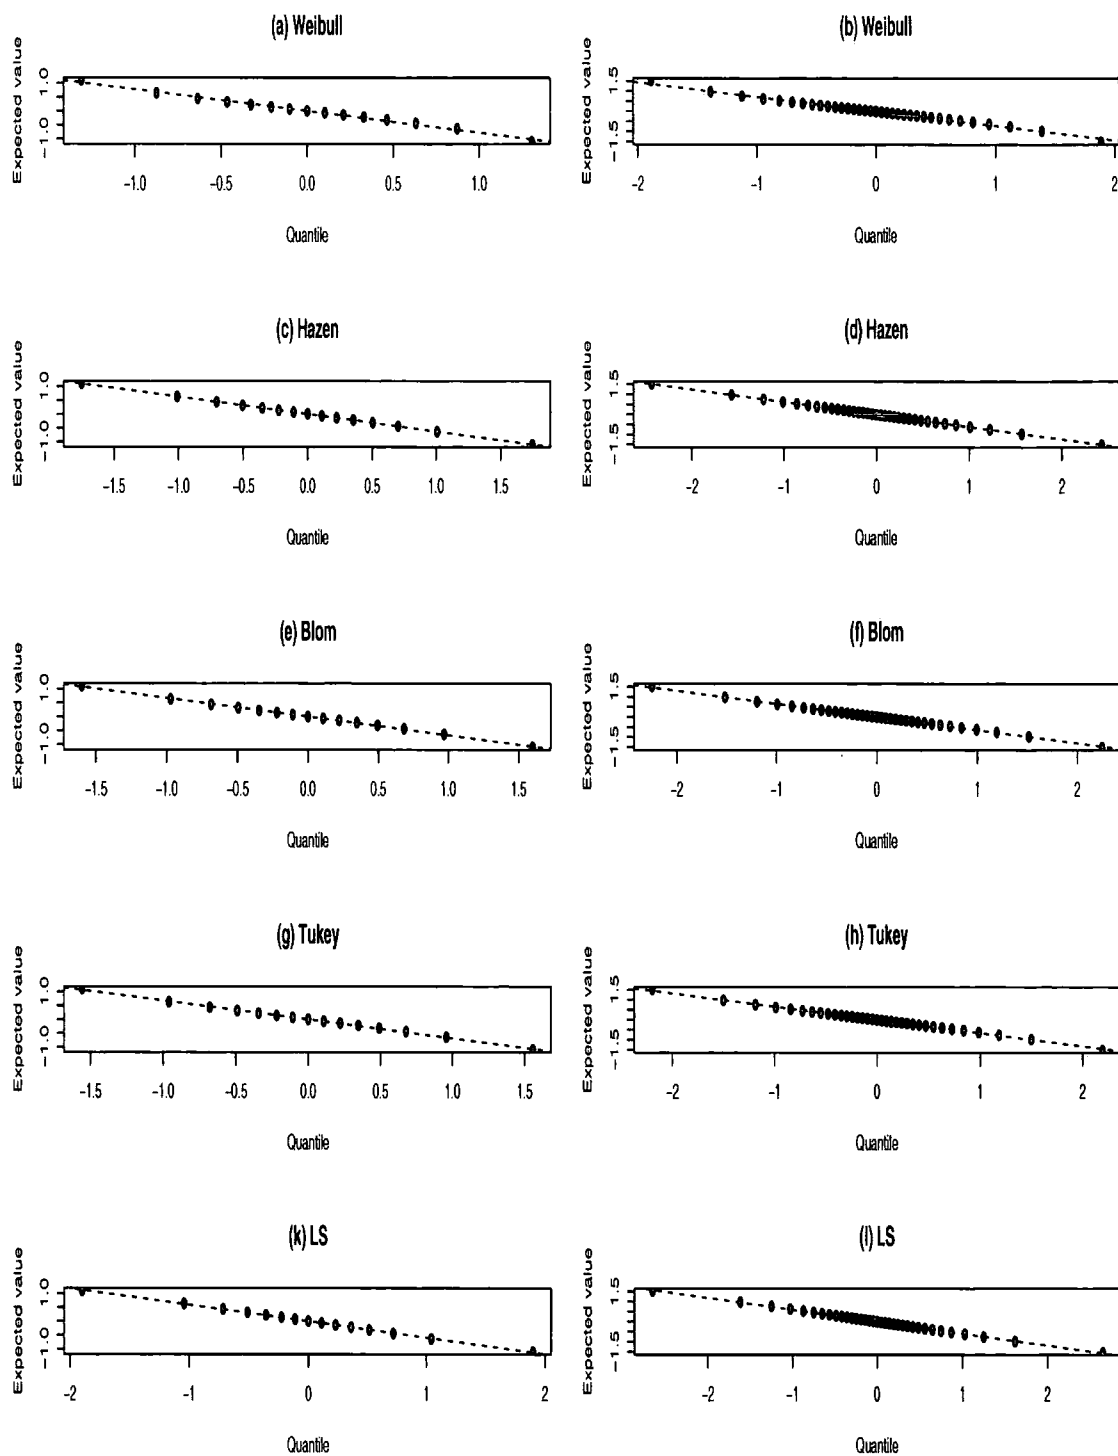 (a) Weibull
Expected value
1.0
-1.0
-1.0 -0.5 0.0 0.5 1.0
Quantile
(b) Weibull
Expected value
1.5
-1.5
-2 -1 0 1 2
Quantile
(c) Hazen
Expected value
1.0
-1.0
-1.5 -1.0 -0.5 0.0 0.5 1.0 1.5
Quantile
(d) Hazen
Expected value
1.5
-1.5
-2 -1 0 1 2
Quantile
(e) Blom
Expected value
1.0
-1.0
-1.5 -1.0 -0.5 0.0 0.5 1.0 1.5
Quantile
(f) Blom
Expected value
1.5
-1.5
-2 -1 0 1 2
Quantile
(g) Tukey
Expected value
1.0
-1.0
-1.5 -1.0 -0.5 0.0 0.5 1.0 1.5
Quantile
(h) Tukey
Expected value
1.5
-1.5
-2 -1 0 1 2
Quantile
(k) LS
Expected value
1.0
-1.0
-2 -1 0 1 2
Quantile
(l) LS
Expected value
1.5
-1.5
-2 -1 0 1 2
Quantile